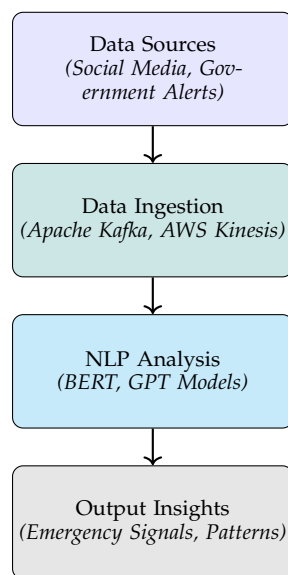 Data Sources
(Social Media, Gov-
ernment Alerts)
Data Ingestion
(Apache Kafka, AWS Kinesis)
NLP Analysis
(BERT, GPT Models)
Output Insights
(Emergency Signals, Patterns)